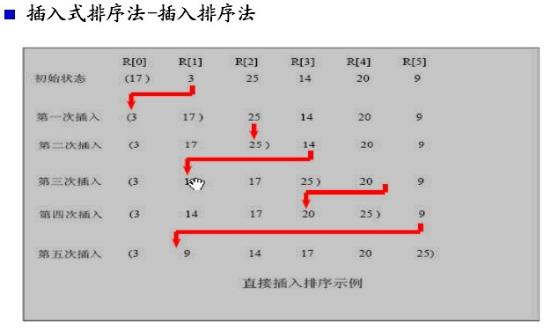 插入式排序法-插入排序法
R[0] R[1] R[2] R[3] R[4] R[5]
初始状态 (17) 3 25 14 20 9
第一次插入 (3 17) 25 14 20 9
第二次插入 (3 17 25) 14 20 9
第三次插入 (3 17 25) 20 9
第四次插入 (3 14 17 20 25) 9
第五次插入 (3 9 14 17 20 25)
直接插入排序示例